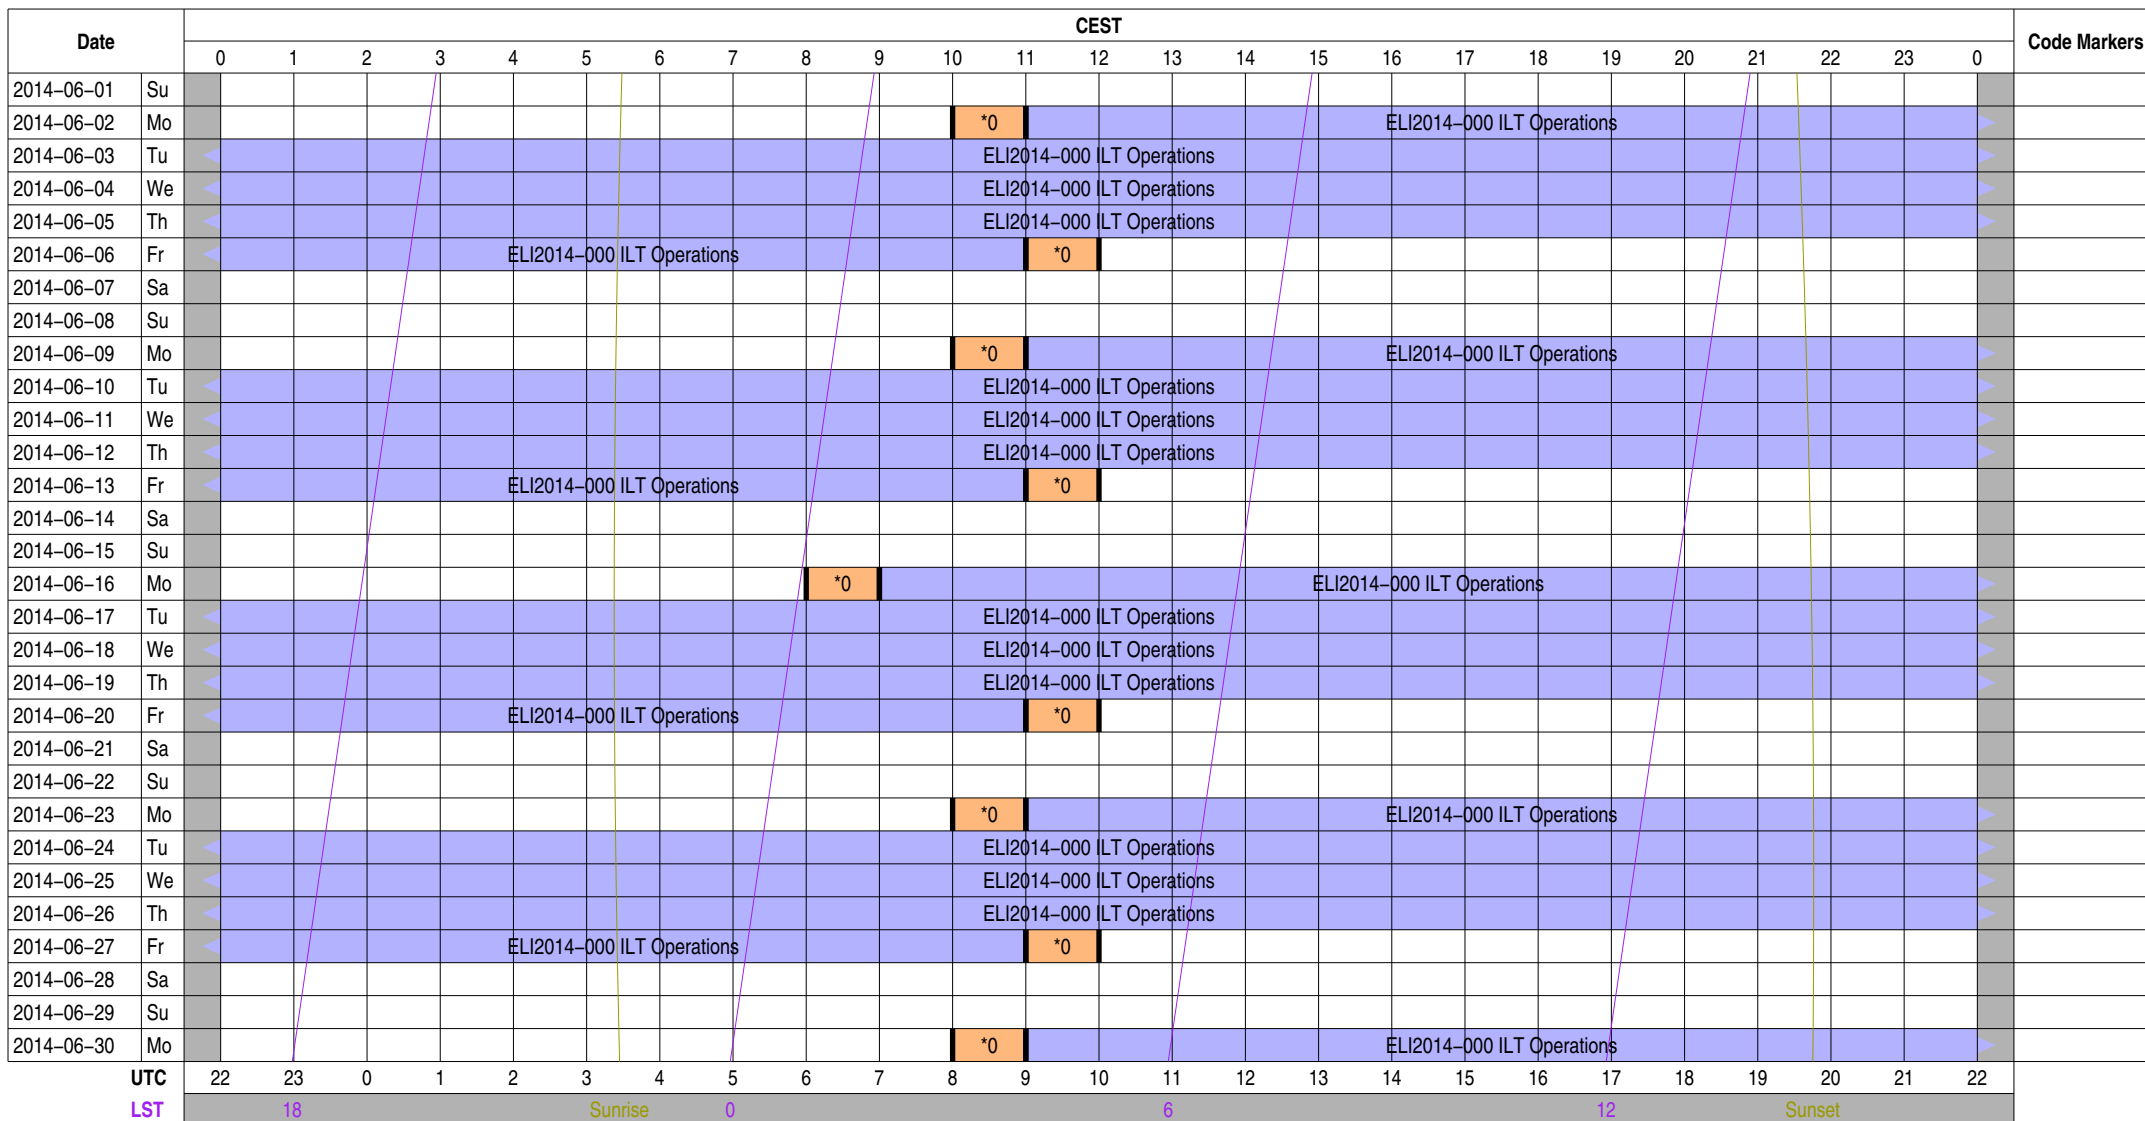 Date CEST Code Markers
0 1 2 3 4 5 6 7 8 9 10 11 12 13 14 15 16 17 18 19 20 21 22 23 0
2014-06-01 Su
2014-06-02 Mo *0 ELI2014-000 ILT Operations
2014-06-03 Tu ELI2014-000 ILT Operations
2014-06-04 We ELI2014-000 ILT Operations
2014-06-05 Th ELI2014-000 ILT Operations
2014-06-06 Fr ELI2014-000 ILT Operations *0
2014-06-07 Sa
2014-06-08 Su
2014-06-09 Mo *0 ELI2014-000 ILT Operations
2014-06-10 Tu ELI2014-000 ILT Operations
2014-06-11 We ELI2014-000 ILT Operations
2014-06-12 Th ELI2014-000 ILT Operations
2014-06-13 Fr ELI2014-000 ILT Operations *0
2014-06-14 Sa
2014-06-15 Su
2014-06-16 Mo *0 ELI2014-000 ILT Operations
2014-06-17 Tu ELI2014-000 ILT Operations
2014-06-18 We ELI2014-000 ILT Operations
2014-06-19 Th ELI2014-000 ILT Operations
2014-06-20 Fr ELI2014-000 ILT Operations *0
2014-06-21 Sa
2014-06-22 Su
2014-06-23 Mo *0 ELI2014-000 ILT Operations
2014-06-24 Tu ELI2014-000 ILT Operations
2014-06-25 We ELI2014-000 ILT Operations
2014-06-26 Th ELI2014-000 ILT Operations
2014-06-27 Fr ELI2014-000 ILT Operations *0
2014-06-28 Sa
2014-06-29 Su
2014-06-30 Mo *0 ELI2014-000 ILT Operations
UTC 22 23 0 1 2 3 4 5 6 7 8 9 10 11 12 13 14 15 16 17 18 19 20 21 22
LST 18 Sunrise 0 6 12 Sunset